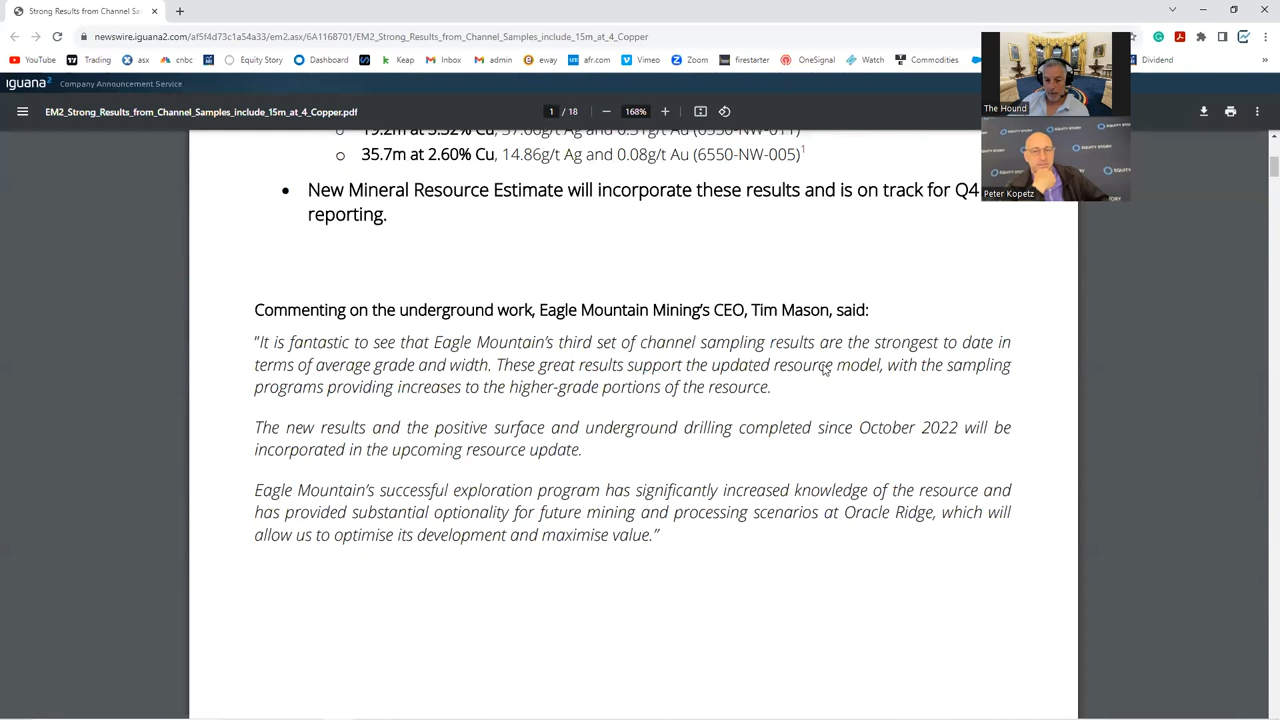 Strong Results from Channel Sa
newswire.iguana2.com/af5f4d73c1a54a33/em2.asx/6A1168701/EM2_Strong_Results_from_Channel_Samples_include_15m_at_4_Copper
YouTube Trading asx cnbc Equity Story Dashboard Keap Inbox admin eway afr.com Vimeo Zoom firestarter OneSignal Watch Commodities Dividend
iguana2 Company Announcement Service
EM2_Strong_Results_from_Channel_Samples_include_15m_at_4_Copper.pdf 1 / 18 168%
The Hound
EQUITY STORY
Peter Kopetz
o 35.7m at 2.60% Cu, 14.86g/t Ag and 0.08g/t Au (6550-NW-005)1
• New Mineral Resource Estimate will incorporate these results and is on track for Q4
reporting.
Commenting on the underground work, Eagle Mountain Mining's CEO, Tim Mason, said:
"It is fantastic to see that Eagle Mountain's third set of channel sampling results are the strongest to date in
terms of average grade and width. These great results support the updated resource model, with the sampling
programs providing increases to the higher-grade portions of the resource.
The new results and the positive surface and underground drilling completed since October 2022 will be
incorporated in the upcoming resource update.
Eagle Mountain's successful exploration program has significantly increased knowledge of the resource and
has provided substantial optionality for future mining and processing scenarios at Oracle Ridge, which will
allow us to optimise its development and maximise value."